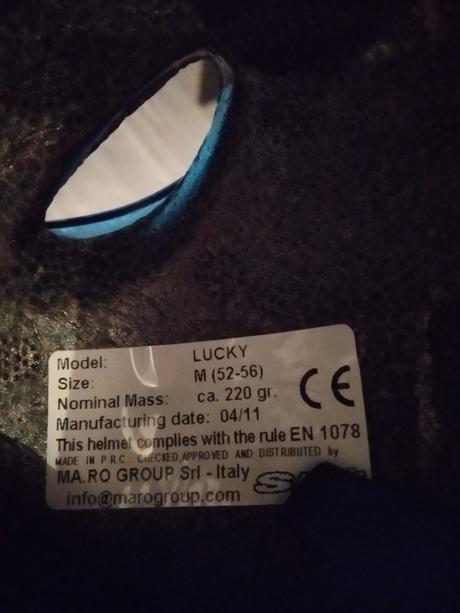 Model: LUCKY
Size: M (52-56)
Nominal Mass: ca. 220 gr.
Manufacturing date: 04/11
This helmet complies with the rule EN 1078
MADE IN P.R.C CHECKED,APPROVED AND DISTRIBUTED by
MA.RO GROUP Srl - Italy
info@marogroup.com
CE